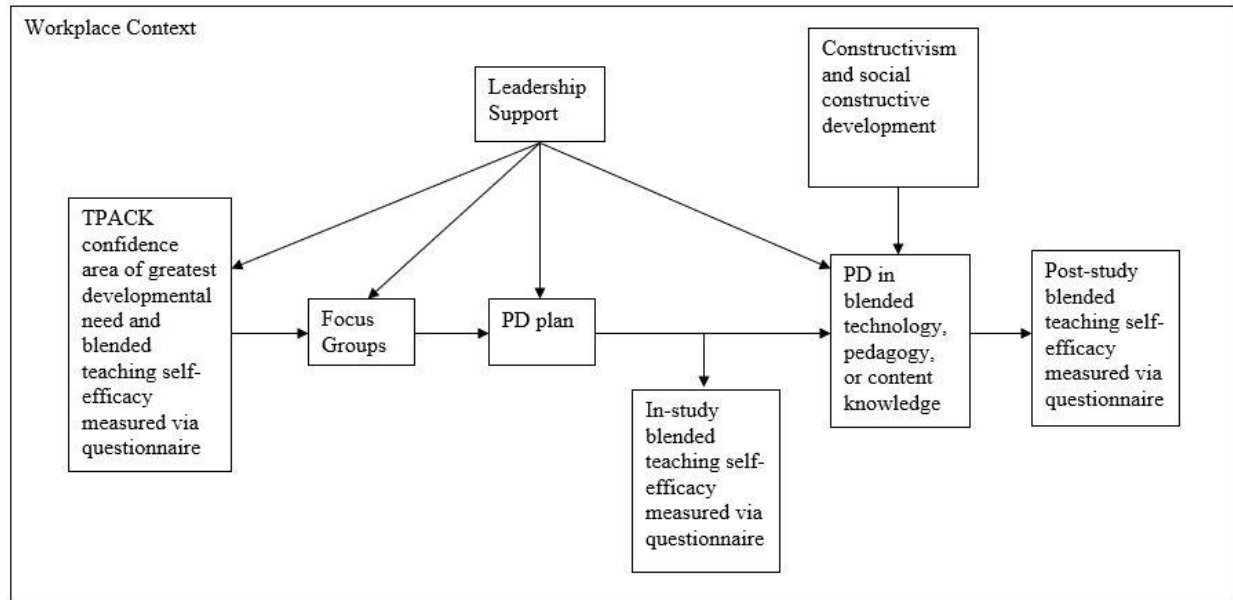 Workplace Context
Leadership
Support
Constructivism
and social
constructive
development
TPACK
confidence
area of greatest
developmental
need and
blended
teaching self-
efficacy
measured via
questionnaire
Focus
Groups
PD plan
In-study
blended
teaching self-
efficacy
measured via
questionnaire
PD in
blended
technology,
pedagogy,
or content
knowledge
Post-study
blended
teaching self-
efficacy
measured via
questionnaire